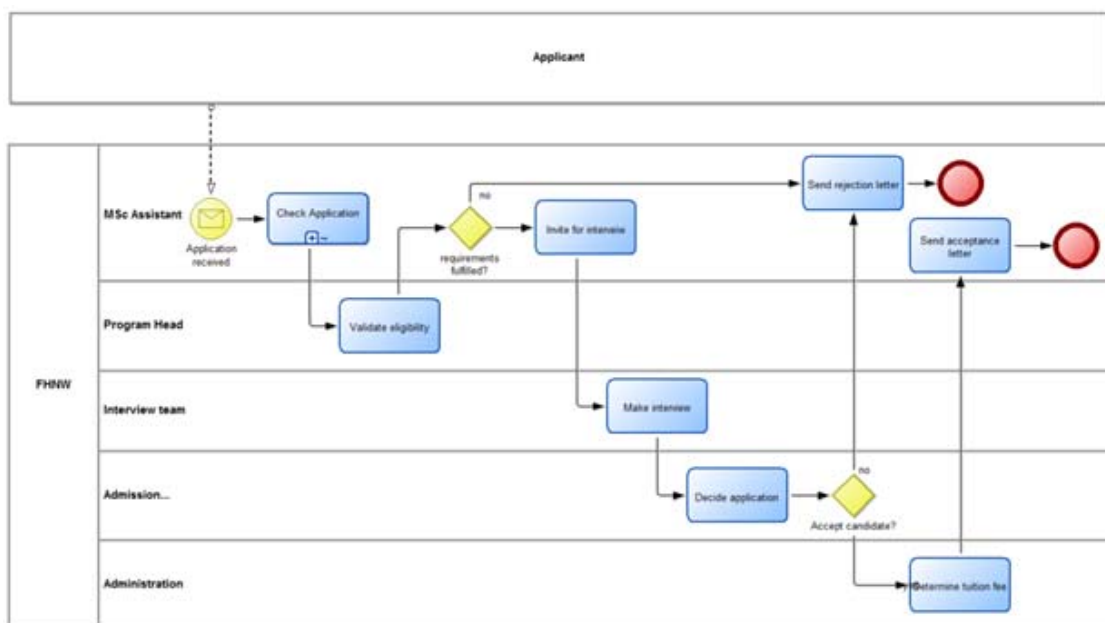 Applicant
FHNW
MSc Assistant
Application
received
Check Application
requirements
fulfilled?
no
Invite for
Send rejection letter
Send acceptance
letter
Program Head
Validate eligibility
Interview team
Make interview
Admission...
Decide application
no
Accept candidate?
Administration
Determine tuition fee